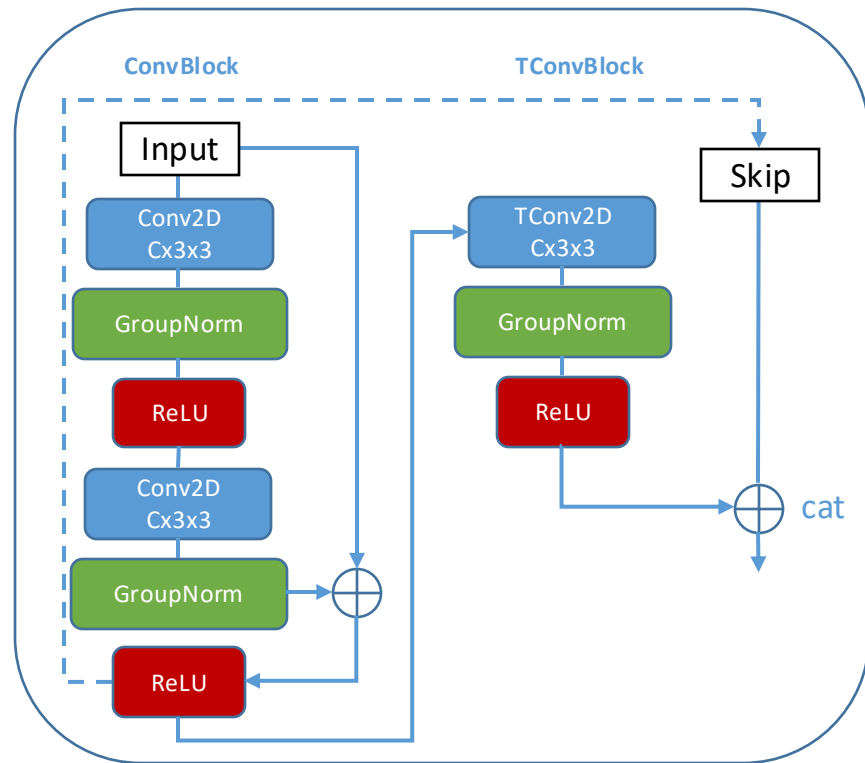 ConvBlock
Input
Conv2D
Cx3x3
GroupNorm
ReLU
Conv2D
Cx3x3
GroupNorm
ReLU
TConvBlock
Skip
TConv2D
Cx3x3
GroupNorm
ReLU
cat